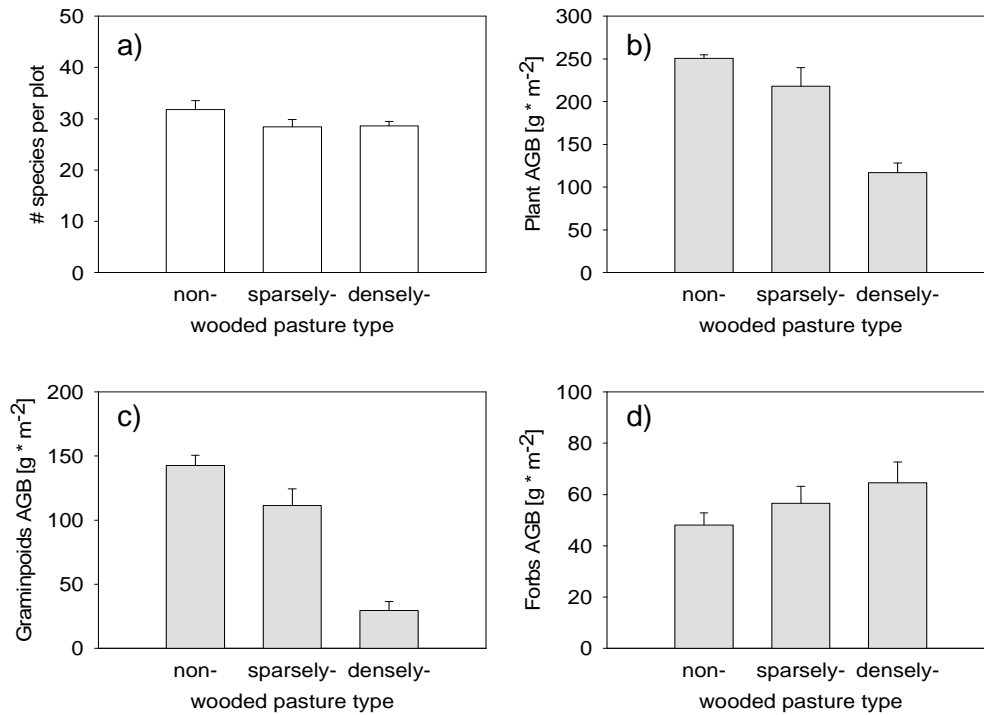 a)
# species per plot
50
40
30
20
10
0
non- sparsely- densely-
wooded pasture type
b)
Plant AGB [g * m-2]
300
250
200
150
100
50
0
non- sparsely- densely-
wooded pasture type
c)
Graminpoids AGB [g * m-2]
200
150
100
50
0
non- sparsely- densely-
wooded pasture type
d)
Forbs AGB [g * m-2]
100
80
60
40
20
0
non- sparsely- densely-
wooded pasture type